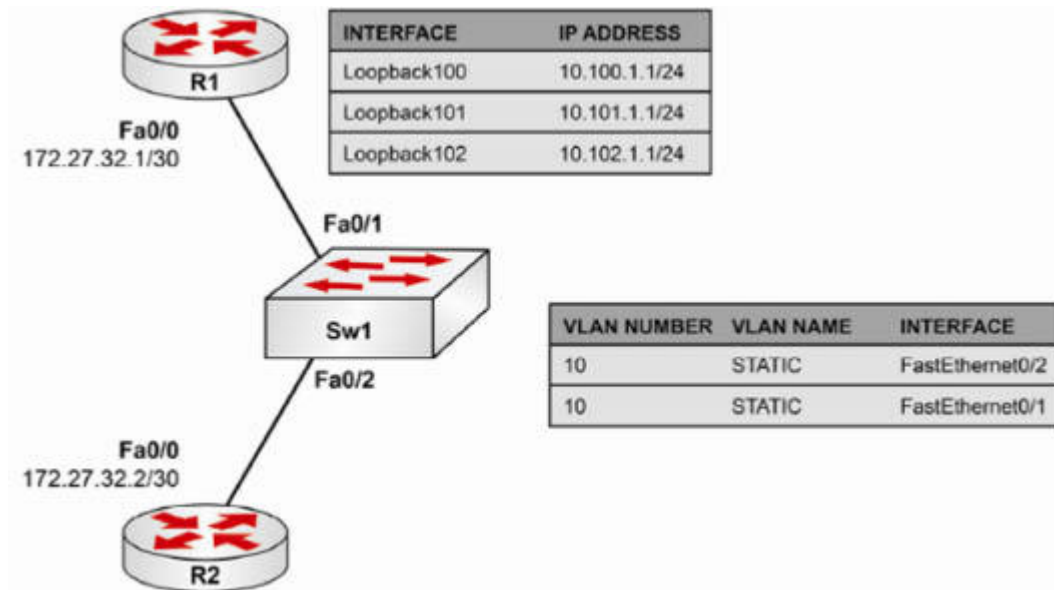 R1
Fa0/0
172.27.32.1/30
INTERFACE IP ADDRESS
Loopback100 10.100.1.1/24
Loopback101 10.101.1.1/24
Loopback102 10.102.1.1/24
Fa0/1
Sw1
Fa0/2
VLAN NUMBER VLAN NAME INTERFACE
10 STATIC FastEthernet0/2
10 STATIC FastEthernet0/1
Fa0/0
172.27.32.2/30
R2